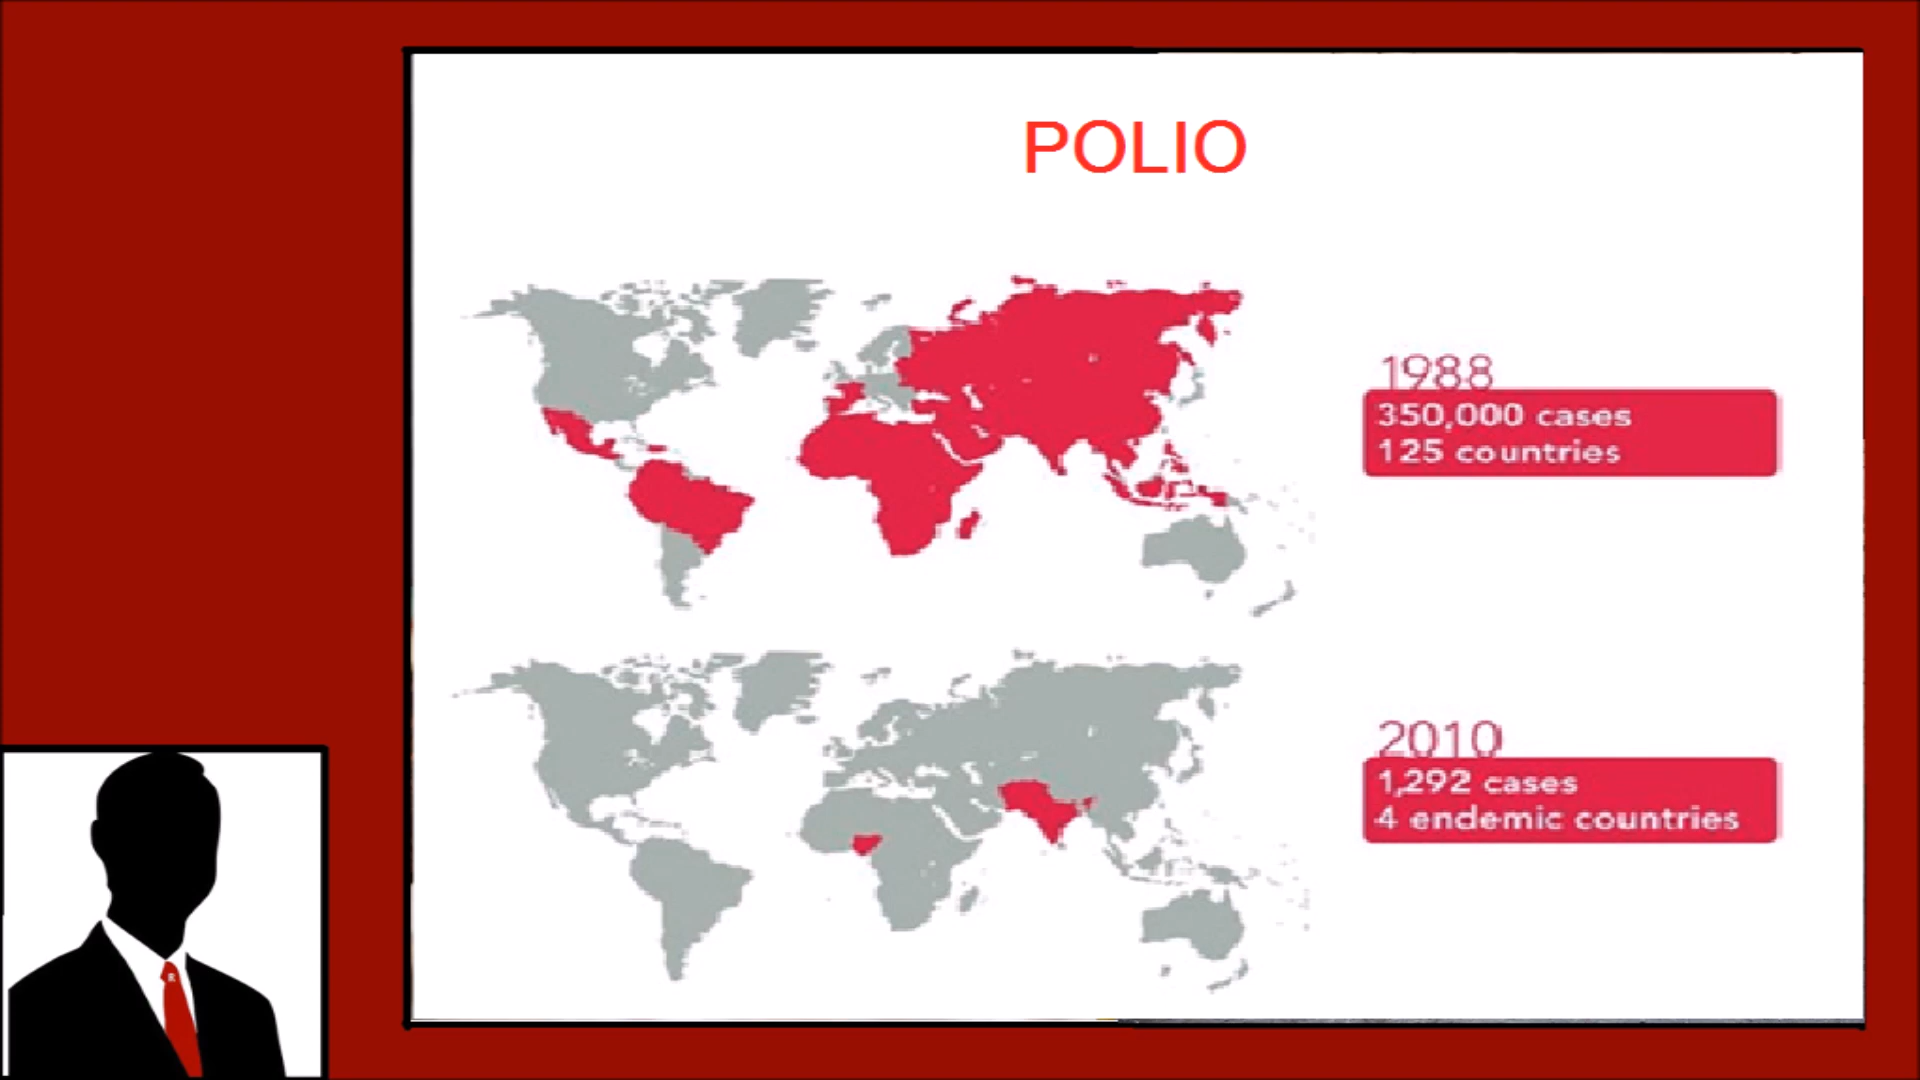 POLIO
1988
350,000 cases
125 countries
2010
1,292 cases
4 endemic countries
R